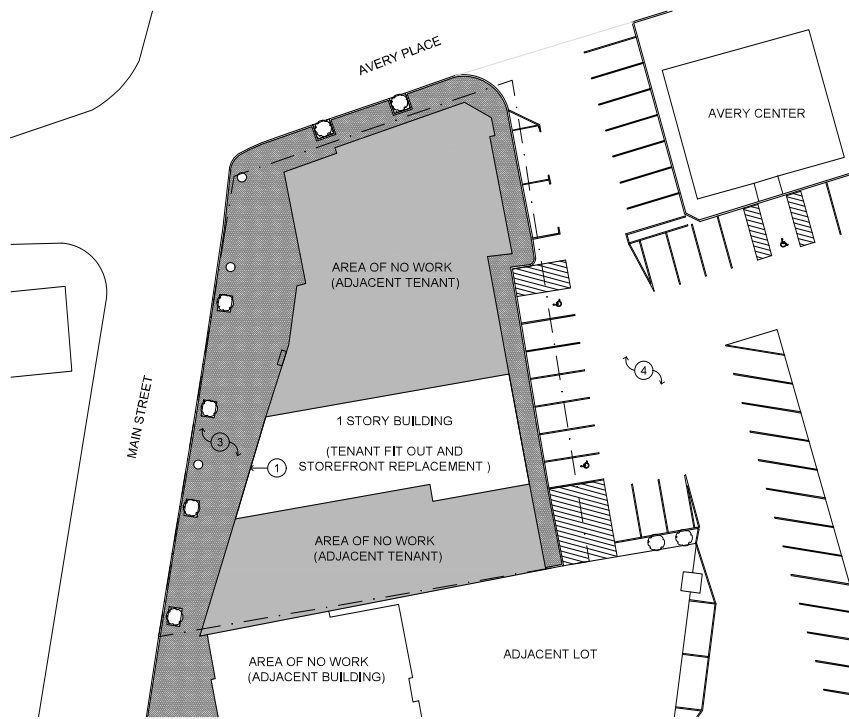 AVERY PLACE
AVERY CENTER
AREA OF NO WORK
(ADJACENT TENANT)
4
MAIN STREET
1 STORY BUILDING
(TENANT FIT OUT AND
STOREFRONT REPLACEMENT )
3
1
AREA OF NO WORK
(ADJACENT TENANT)
AREA OF NO WORK
(ADJACENT BUILDING)
ADJACENT LOT